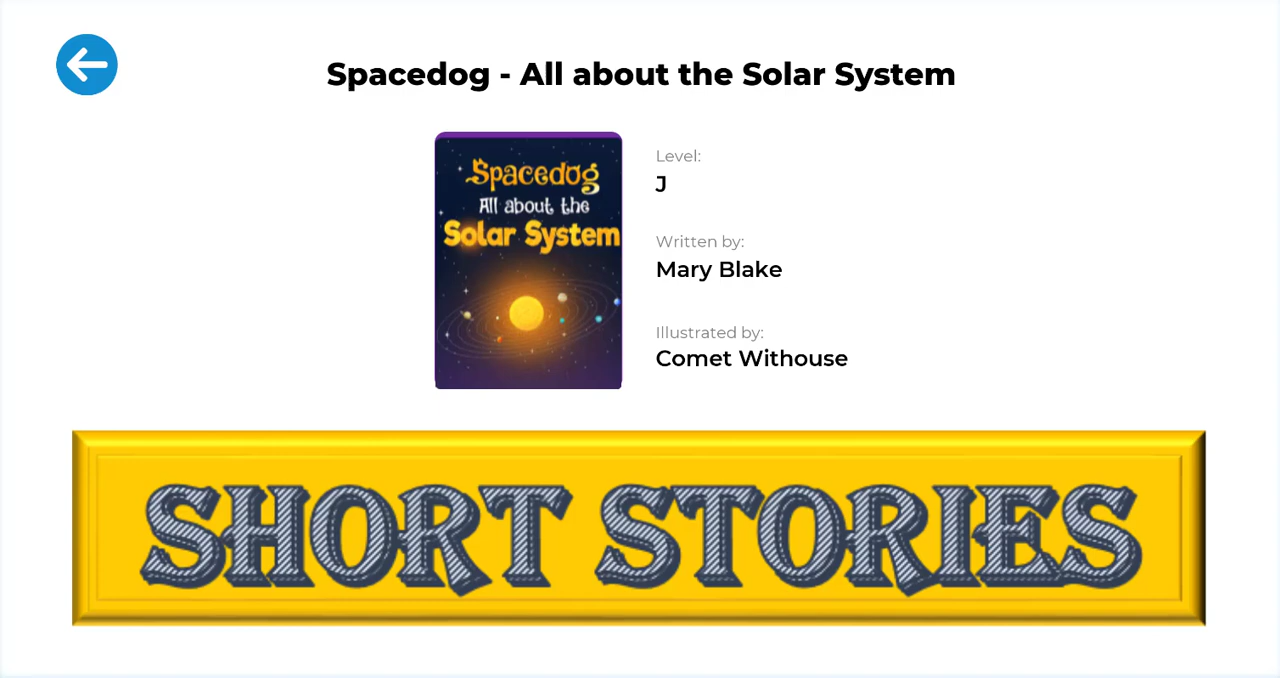 Spacedog - All about the Solar System
Spacedog
All about the
Solar System
Level:
J
Written by:
Mary Blake
Illustrated by:
Comet Withouse
SHORT STORIES